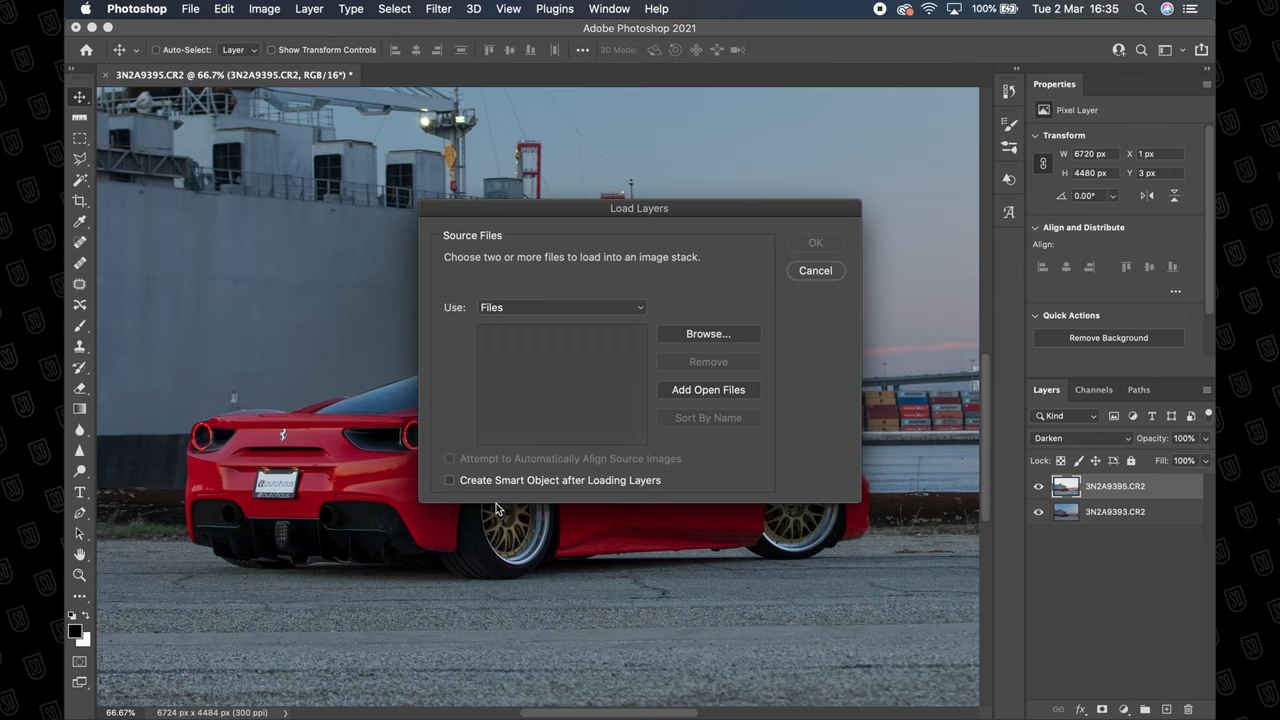 Photoshop File Edit Image Layer Type Select Filter 3D View Plugins Window Help 100% Tue 2 Mar 16:35
Adobe Photoshop 2021
Auto-Select: Layer Show Transform Controls 3D Mode:
3N2A9395.CR2 @ 66.7% (3N2A9395.CR2, RGB/16*) *
Properties
Pixel Layer
Transform
W 6720 px X 1 px
H 4480 px Y 3 px
0.00°
Align and Distribute
Align:
Quick Actions
Remove Background
Layers Channels Paths
Kind
Darken Opacity: 100%
Lock: Fill: 100%
3N2A9395.CR2
3N2A9393.CR2
Load Layers
Source Files
Choose two or more files to load into an image stack.
OK
Cancel
Use: Files
Browse...
Remove
Add Open Files
Sort By Name
Attempt to Automatically Align Source Images
Create Smart Object after Loading Layers
autohaus
66.67% 6724 px x 4484 px (300 ppi)